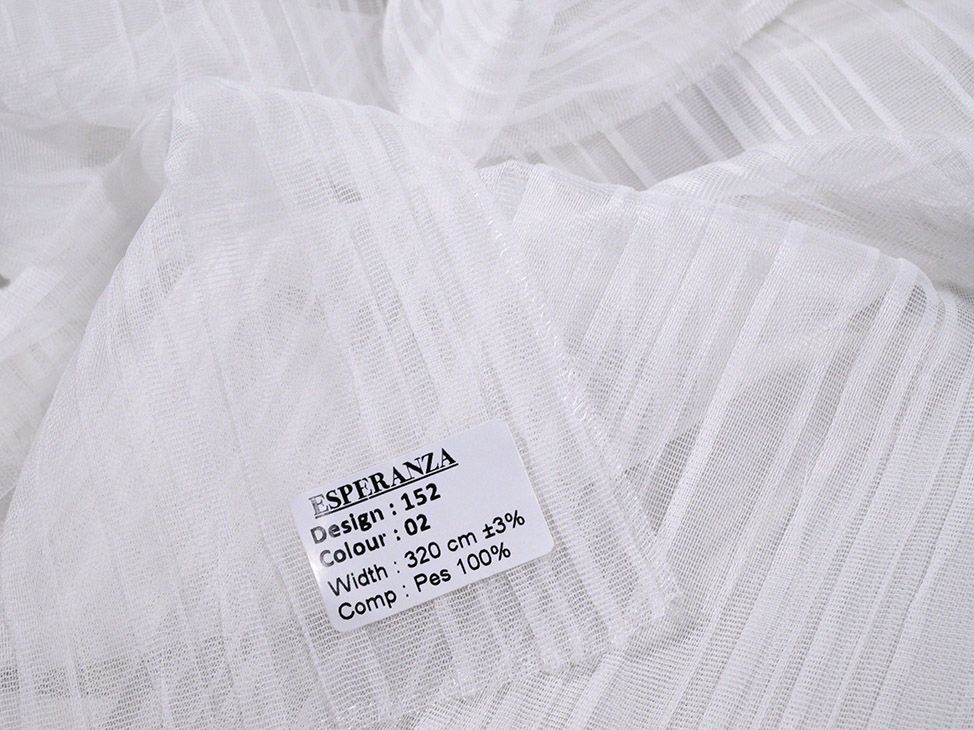 ESPERANZA
Design : 152
Colour : 02
Width : 320 cm ±3%
Comp : Pes 100%